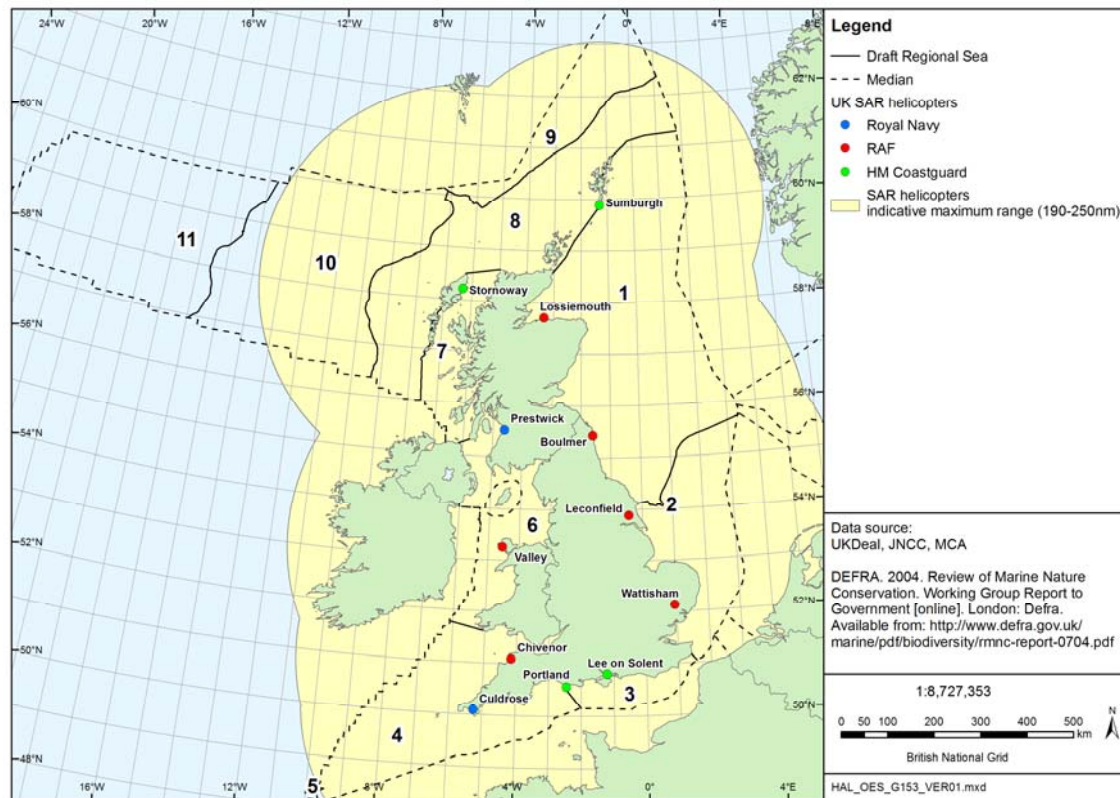 24°W 20°W 16°W 12°W 8°W 4°W 0° 4°E 8°E
62°N
60°N
60°N
58°N
58°N
56°N
56°N
54°N
54°N
52°N
52°N
50°N
50°N
48°N
16°W 12°W 8°W 4°W 0° 4°E
9
8
Sumburgh
11
10
Stornoway
1
Lossiemouth
7
Prestwick
Boulmer
2
Leconfield
6
Valley
Wattisham
Chivenor
Lee on Solent
Portland
3
Culdrose
4
5
Legend
Draft Regional Sea
Median
UK SAR helicopters
Royal Navy
RAF
HM Coastguard
SAR helicopters
indicative maximum range (190-250nm)
Data source:
UKDeal, JNCC, MCA
DEFRA. 2004. Review of Marine Nature
Conservation. Working Group Report to
Government [online]. London: Defra.
Available from: http://www.defra.gov.uk/
marine/pdf/biodiversity/rmnc-report-0704.pdf
1:8,727,353
N
0 50 100 200 300 400 500
km
British National Grid
HAL_OES_G153_VER01.mxd